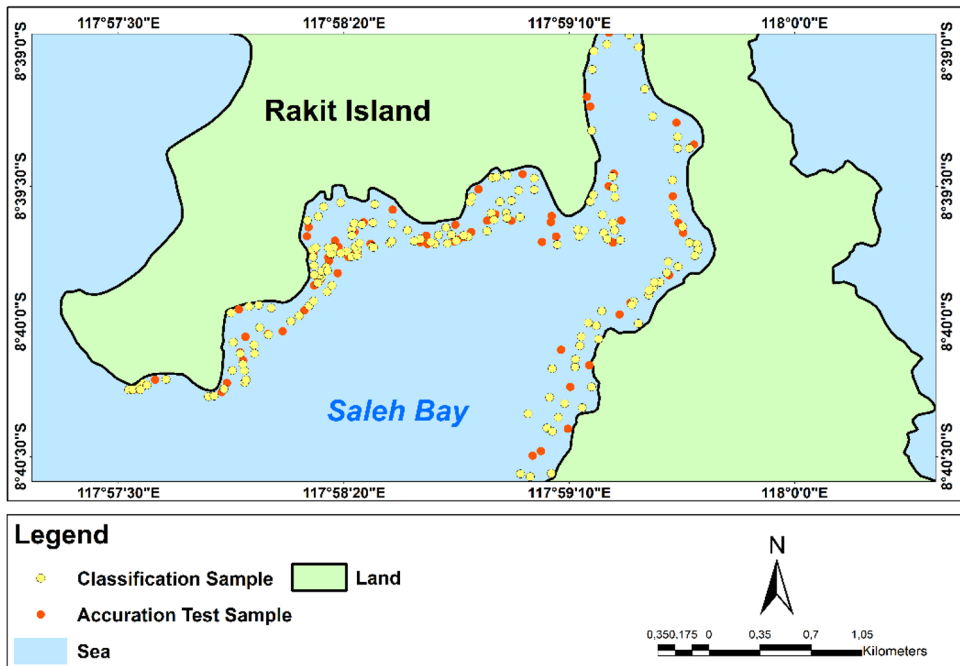 117°57'30"E 117°58'20"E 117°59'10"E 118°0'0"E
8°39'0"S 8°39'0"S
Rakit Island
8°39'30"S 8°39'30"S
8°40'0"S 8°40'0"S
Saleh Bay
8°40'30"S 8°40'30"S
117°57'30"E 117°58'20"E 117°59'10"E 118°0'0"E
Legend
Classification Sample Land
Accuration Test Sample
Sea
N
0,350.175 0 0,35 0,7 1,05
Kilometers